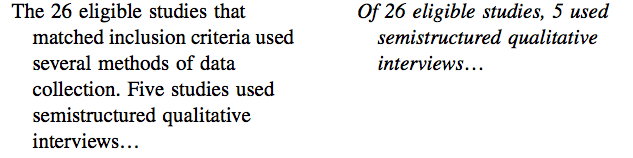 The 26 eligible studies that
matched inclusion criteria used
several methods of data
collection. Five studies used
semistructured qualitative
interviews…
Of 26 eligible studies, 5 used
semistructured qualitative
interviews…